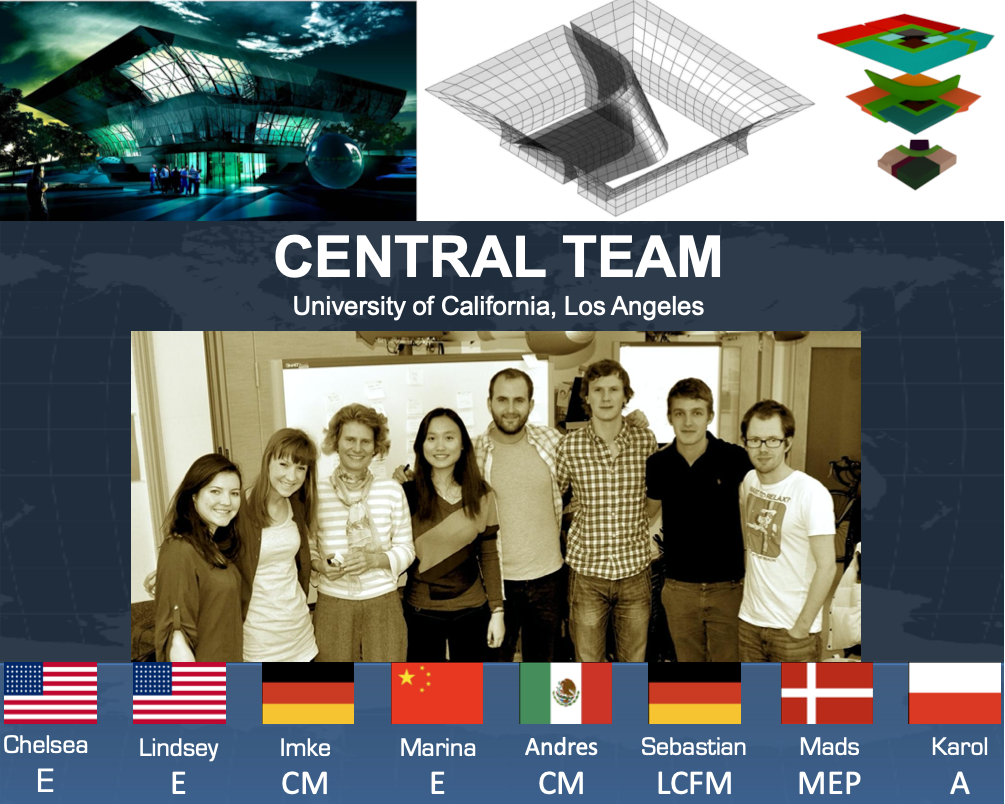 CENTRAL TEAM
University of California, Los Angeles
Chelsea Lindsey Imke Marina Andres Sebastian Mads Karol
E E CM E CM LCFM MEP A